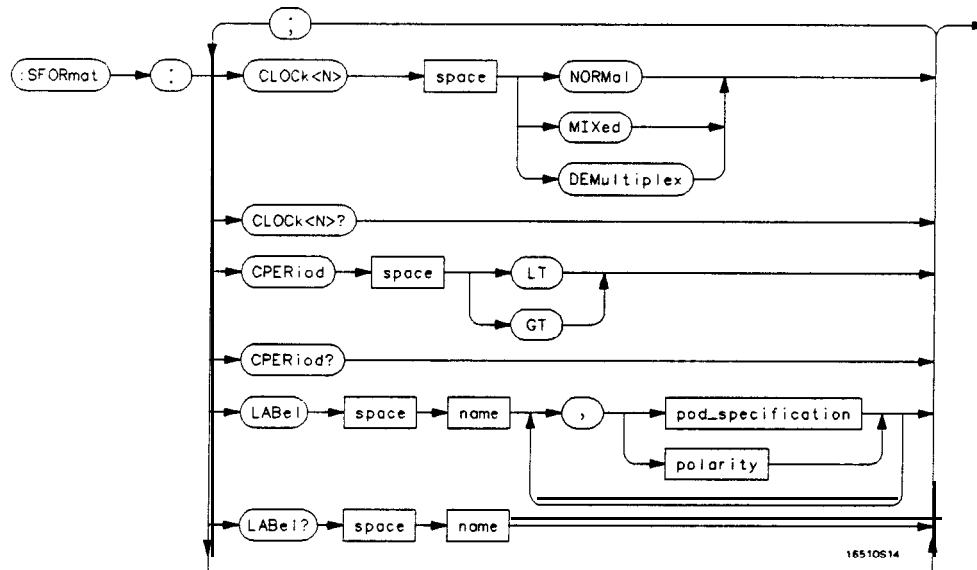 ;
:SFORmat : CLOCk<N> space NORMal
MIXed
DEMultiplex
CLOCk<N>?
CPERiod space LT
GT
CPERiod?
LABel space name , pod_specification
polarity
LABel? space name
16510S14